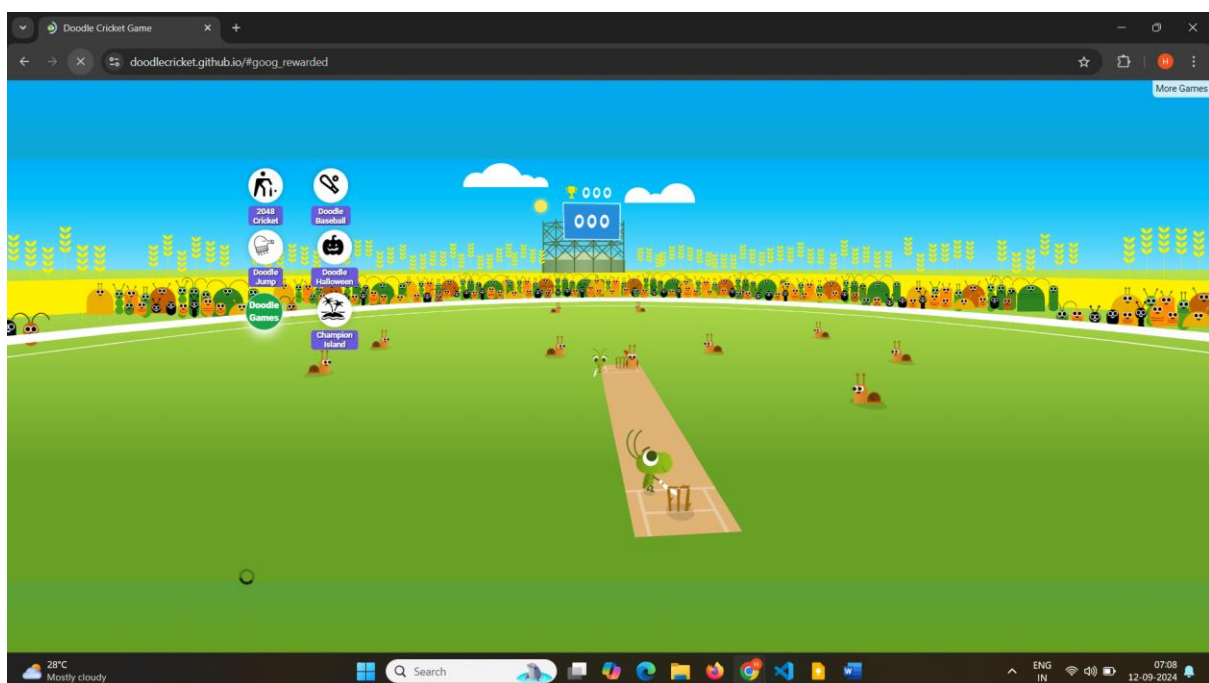 Doodle Cricket Game
doodlecricket.github.io/#goog_rewarded
H
More Games
000
000
2048
Cricket
Doodle
Baseball
Doodle
Jump
Doodle
Halloween
Doodle
Games
Champion
Island
28°C
Mostly cloudy
Search
ENG
IN
07:08
12-09-2024